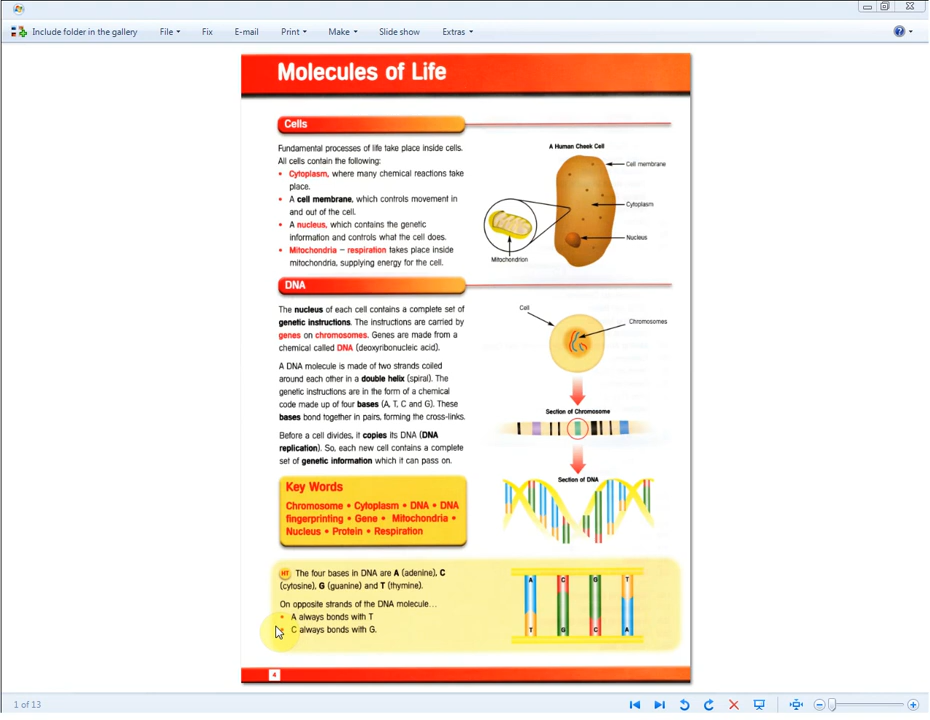 Include folder in the gallery File Fix E-mail Print Make Slide show Extras
Molecules of Life
Cells
Fundamental processes of life take place inside cells.
All cells contain the following:
• Cytoplasm, where many chemical reactions take
place.
• A cell membrane, which controls movement in
and out of the cell.
• A nucleus, which contains the genetic
information and controls what the cell does.
• Mitochondria – respiration takes place inside
mitochondria, supplying energy for the cell.
A Human Cheek Cell
Cell membrane
Cytoplasm
Nucleus
Mitochondrion
DNA
The nucleus of each cell contains a complete set of
genetic instructions. The instructions are carried by
genes on chromosomes. Genes are made from a
chemical called DNA (deoxyribonucleic acid).
A DNA molecule is made of two strands coiled
around each other in a double helix (spiral). The
genetic instructions are in the form of a chemical
code made up of four bases (A, T, C and G). These
bases bond together in pairs, forming the cross-links.
Before a cell divides, it copies its DNA (DNA
replication). So, each new cell contains a complete
set of genetic information which it can pass on.
Cell
Chromosomes
Section of Chromosome
Section of DNA
Key Words
Chromosome • Cytoplasm • DNA • DNA
fingerprinting • Gene • Mitochondria •
Nucleus • Protein • Respiration
HT The four bases in DNA are A (adenine), C
(cytosine), G (guanine) and T (thymine).
On opposite strands of the DNA molecule…
• A always bonds with T
• C always bonds with G.
A C G T
T G C A
4
1 of 13